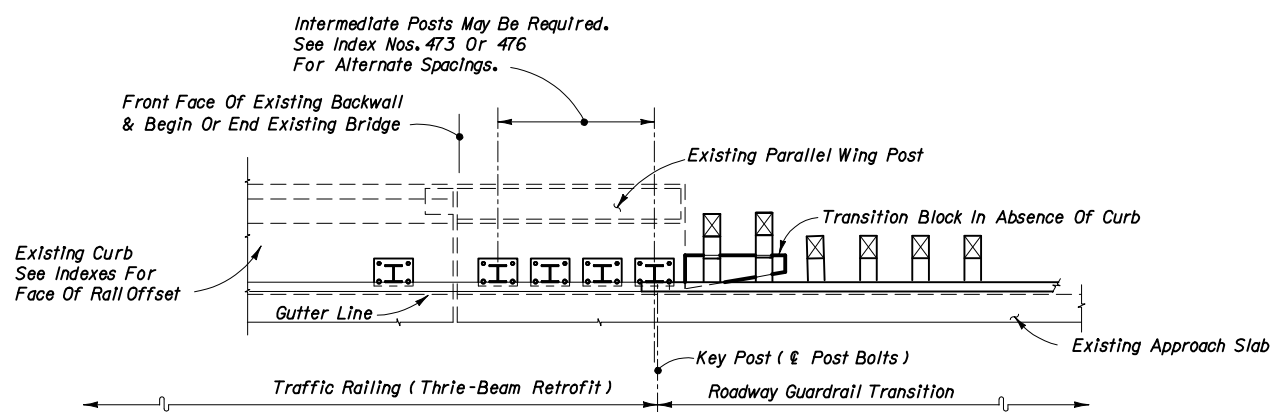 Intermediate Posts May Be Required.
See Index Nos. 473 Or 476
For Alternate Spacings.
Front Face Of Existing Backwall
& Begin Or End Existing Bridge
Existing Parallel Wing Post
Transition Block In Absence Of Curb
Existing Curb
See Indexes For
Face Of Rail Offset
Gutter Line
Existing Approach Slab
Key Post ( ℄ Post Bolts )
Traffic Railing ( Thrie-Beam Retrofit )
Roadway Guardrail Transition